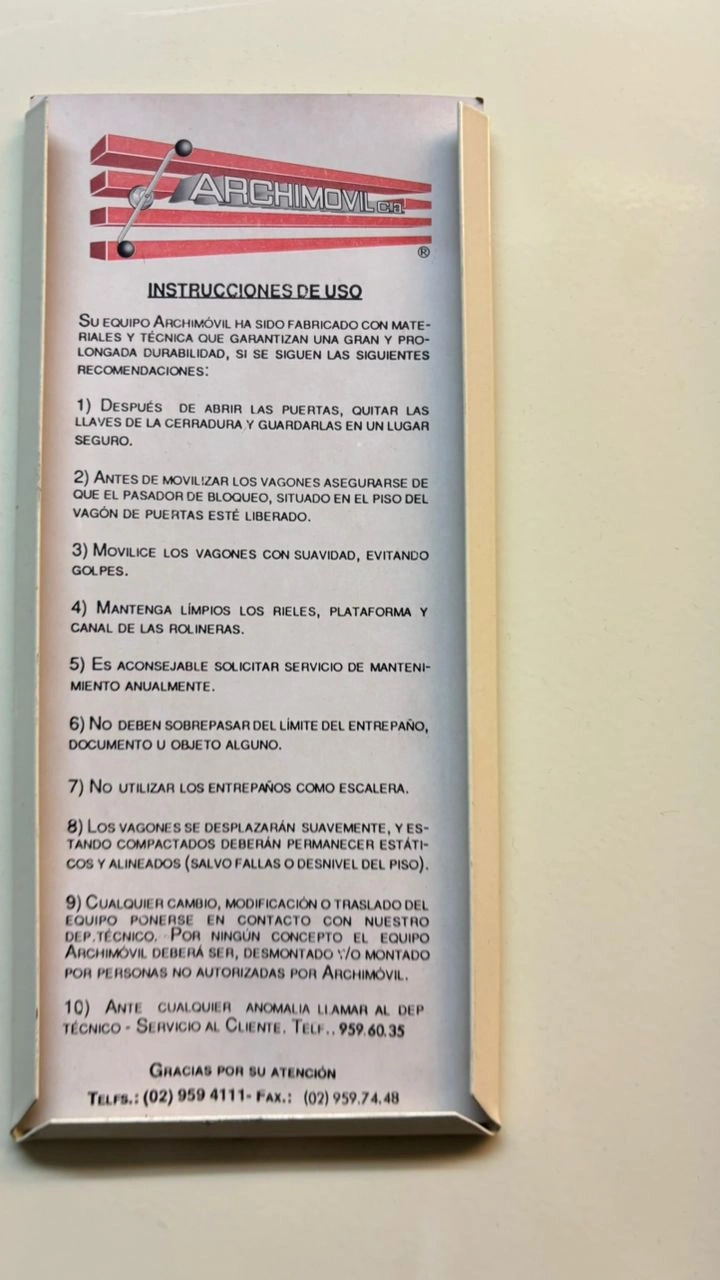 ARCHIMOVIL c.a.
®
INSTRUCCIONES DE USO
SU EQUIPO ARCHIMÓVIL HA SIDO FABRICADO CON MATE-
RIALES Y TÉCNICA QUE GARANTIZAN UNA GRAN Y PRO-
LONGADA DURABILIDAD, SI SE SIGUEN LAS SIGUIENTES
RECOMENDACIONES:
1) DESPUÉS DE ABRIR LAS PUERTAS, QUITAR LAS
LLAVES DE LA CERRADURA Y GUARDARLAS EN UN LUGAR
SEGURO.
2) ANTES DE MOVILIZAR LOS VAGONES ASEGURARSE DE
QUE EL PASADOR DE BLOQUEO, SITUADO EN EL PISO DEL
VAGÓN DE PUERTAS ESTÉ LIBERADO.
3) MOVILICE LOS VAGONES CON SUAVIDAD, EVITANDO
GOLPES.
4) MANTENGA LÍMPIOS LOS RIELES, PLATAFORMA Y
CANAL DE LAS ROLINERAS.
5) ES ACONSEJABLE SOLICITAR SERVICIO DE MANTENI-
MIENTO ANUALMENTE.
6) NO DEBEN SOBREPASAR DEL LÍMITE DEL ENTREPAÑO,
DOCUMENTO U OBJETO ALGUNO.
7) NO UTILIZAR LOS ENTREPAÑOS COMO ESCALERA.
8) LOS VAGONES SE DESPLAZARÁN SUAVEMENTE, Y ES-
TANDO COMPACTADOS DEBERÁN PERMANECER ESTÁTI-
COS Y ALINEADOS (SALVO FALLAS O DESNIVEL DEL PISO).
9) CUALQUIER CAMBIO, MODIFICACIÓN O TRASLADO DEL
EQUIPO PONERSE EN CONTACTO CON NUESTRO
DEP.TÉCNICO. POR NINGÚN CONCEPTO EL EQUIPO
ARCHIMÓVIL DEBERÁ SER, DESMONTADO Y/O MONTADO
POR PERSONAS NO AUTORIZADAS POR ARCHIMÓVIL.
10) ANTE CUALQUIER ANOMALIA LLAMAR AL DEP
TÉCNICO - SERVICIO AL CLIENTE. TELF.. 959.60.35
GRACIAS POR SU ATENCIÓN
TELFS.: (02) 959 4111- FAX.: (02) 959.74.48